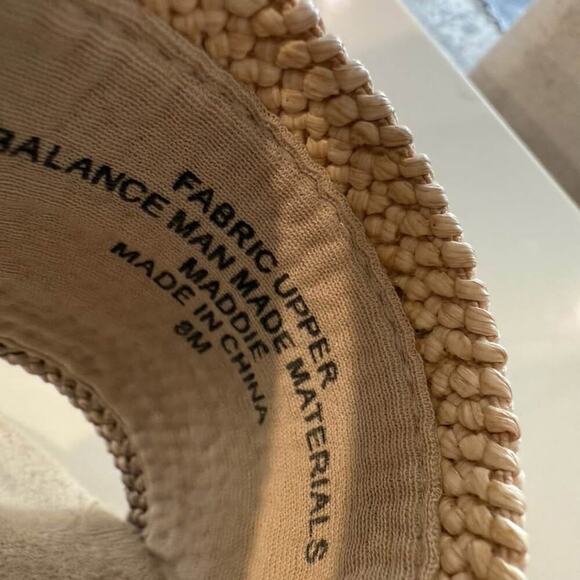 FABRIC UPPER
BALANCE MAN MADE MATERIALS
MADDIE
MADE IN CHINA
8M